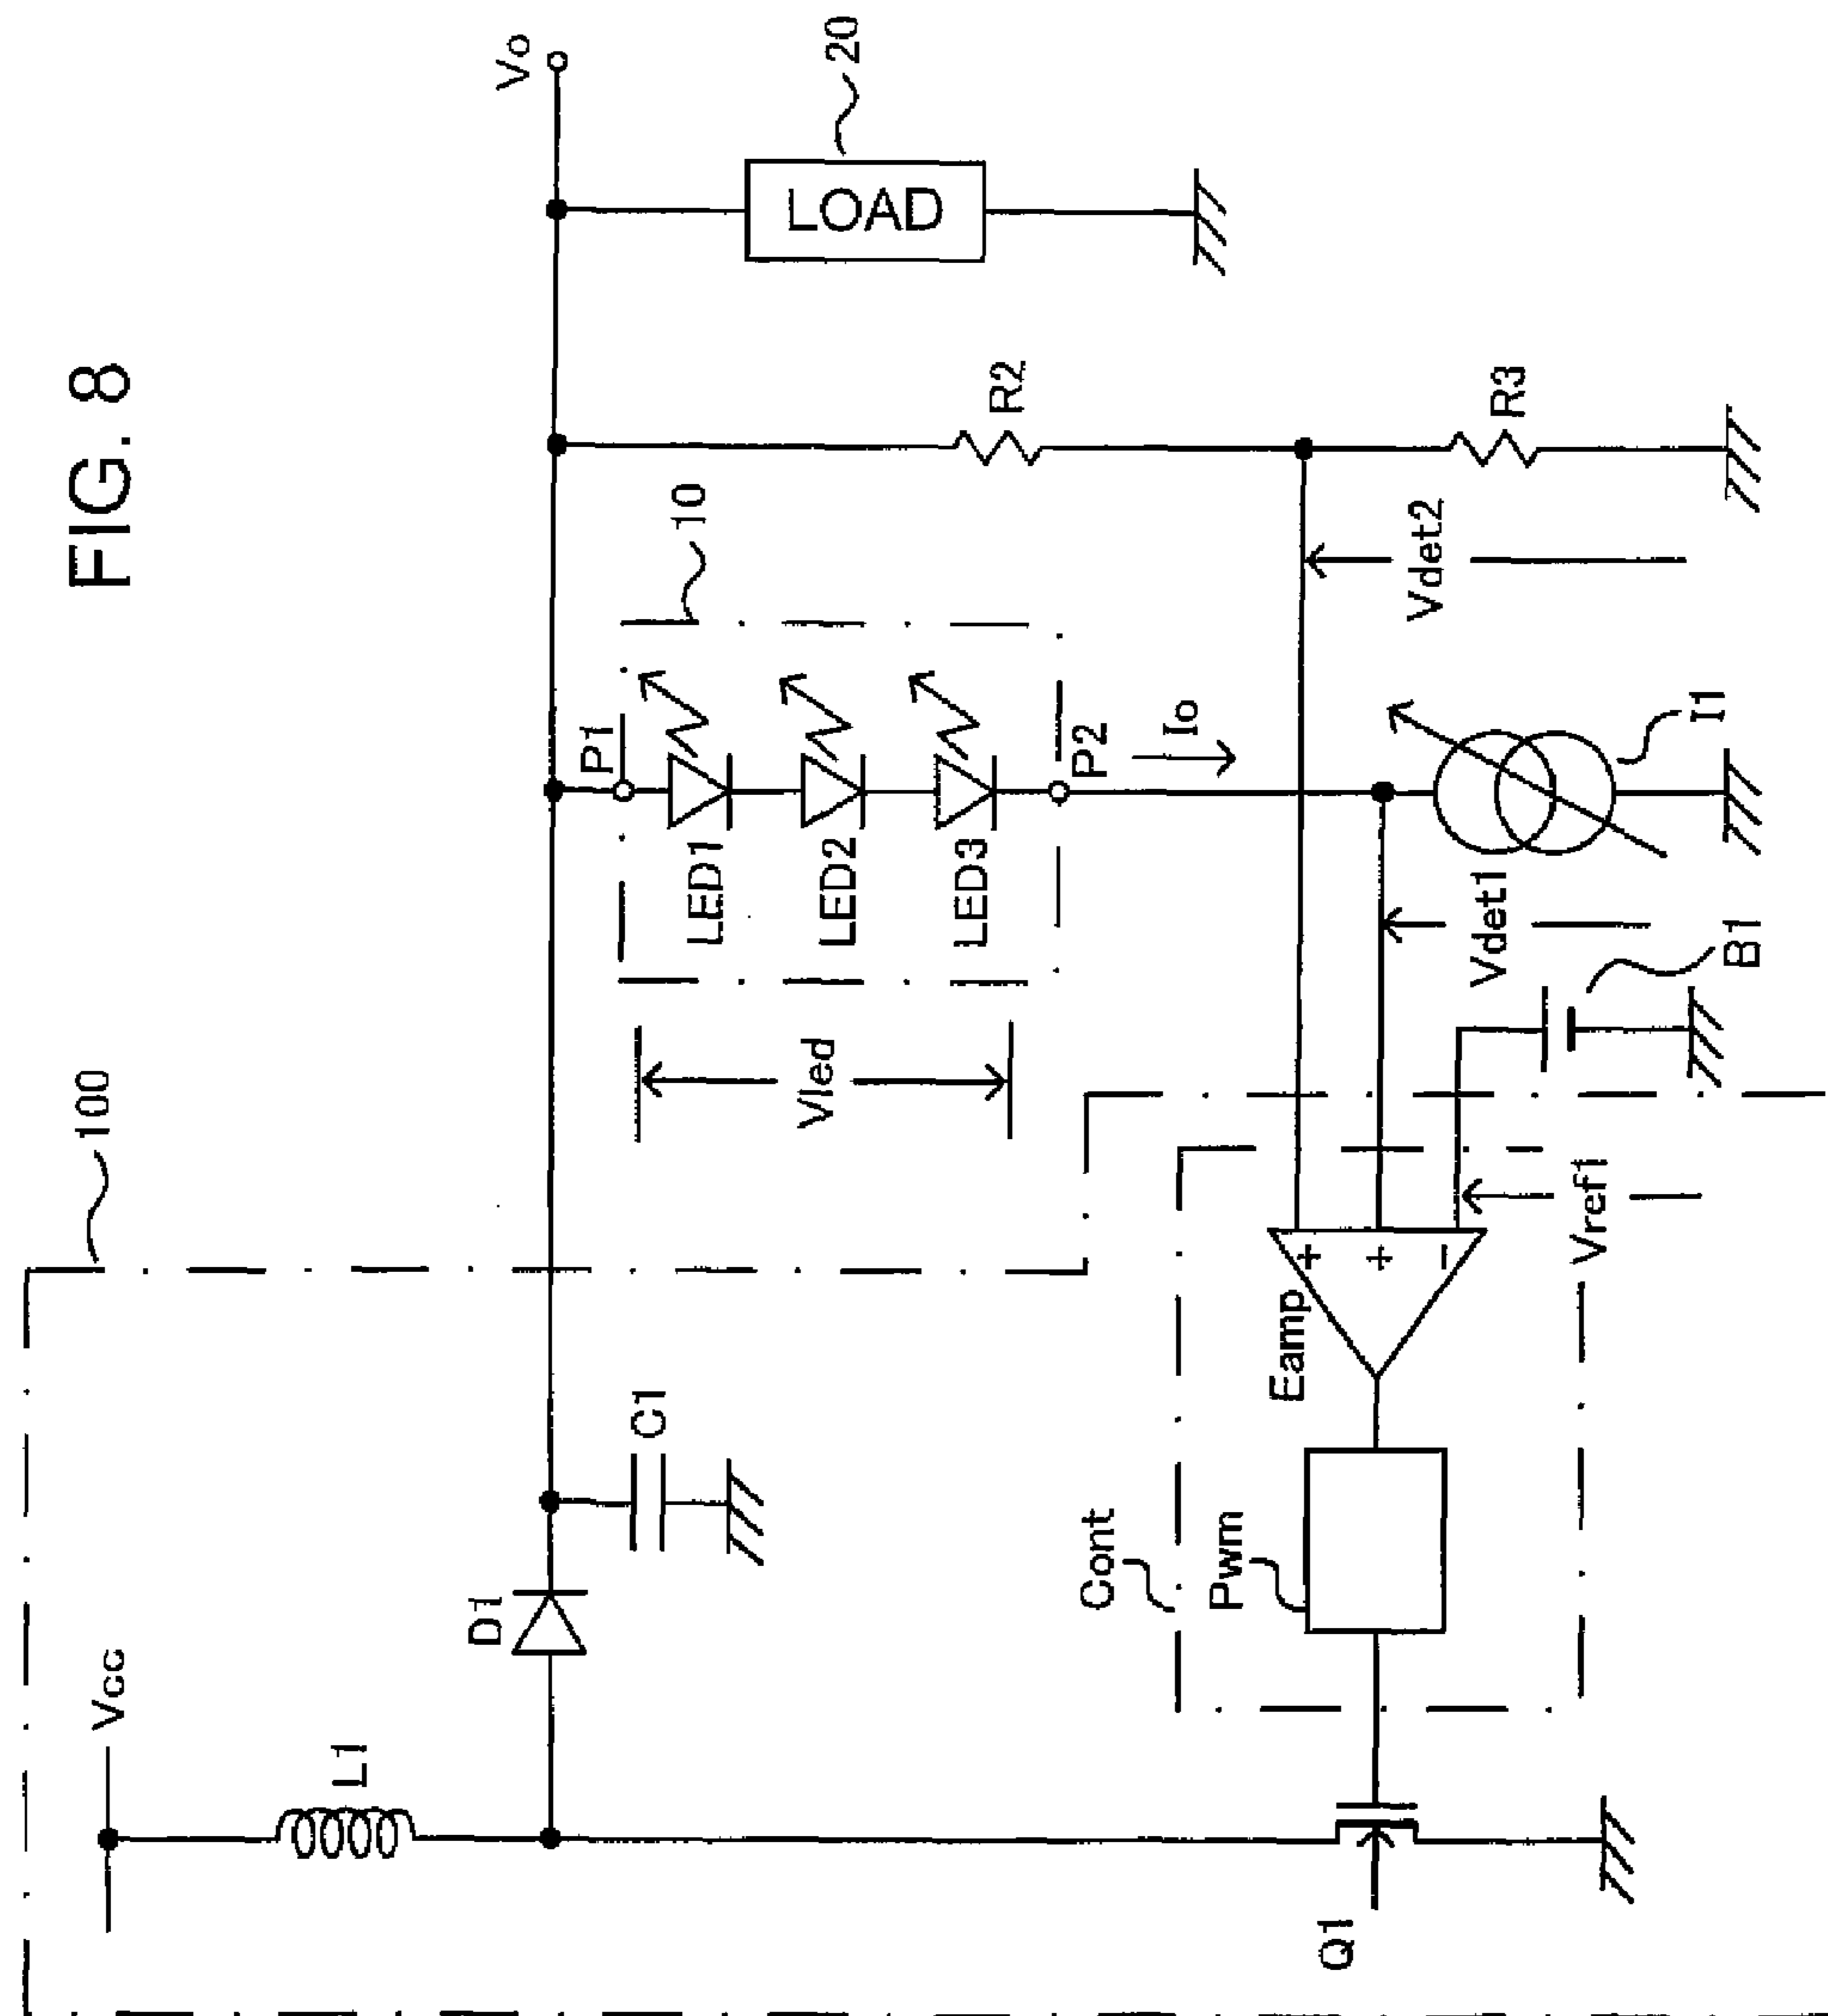 FIG. 8
100
Vcc
L1
D1
C1
Vo
P1
10
LED1
LED2
LED3
Vled
P2
Io
R2
LOAD
20
R3
Vdet2
Vdet1
I1
B1
Vref1
Eamp
+
+
−
Cont
Pwm
Q1